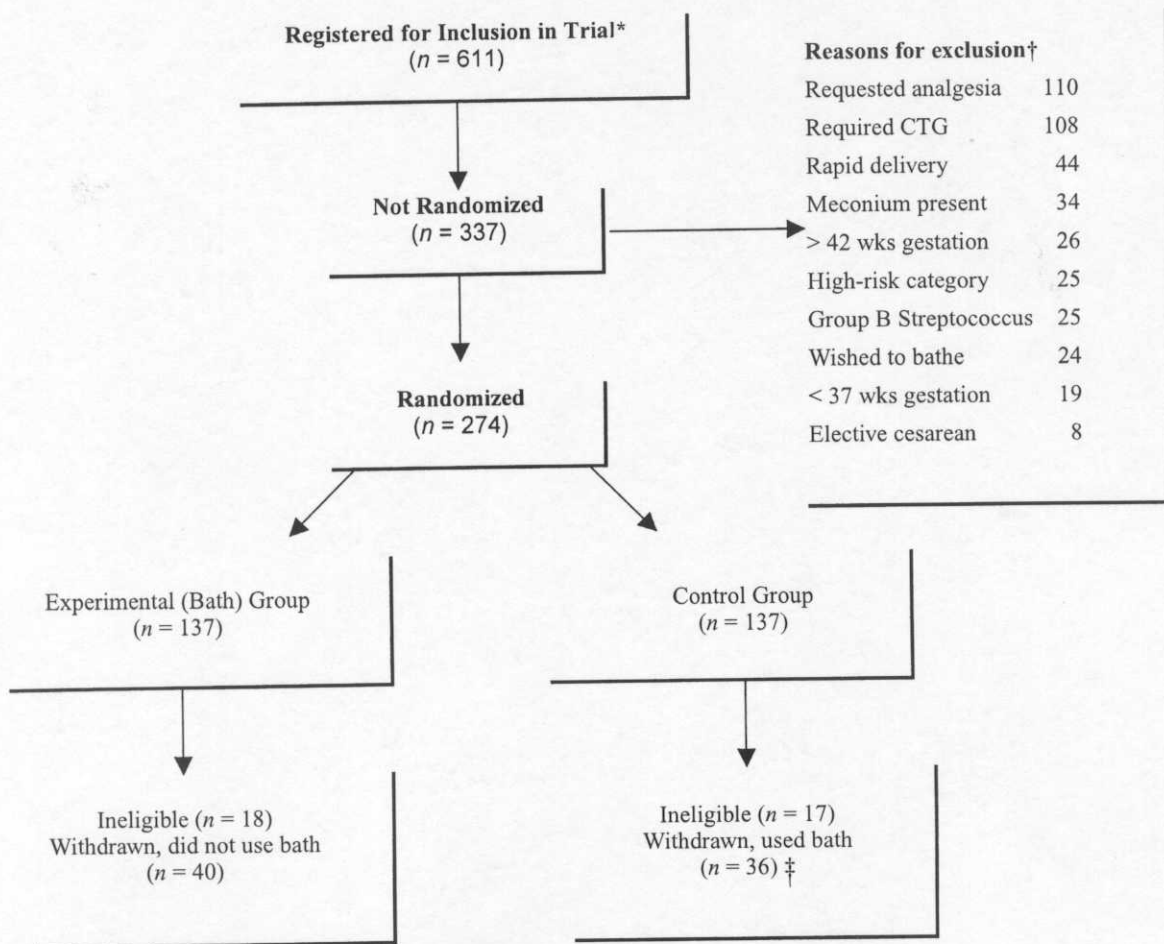 Registered for Inclusion in Trial*
(n = 611)
Reasons for exclusion†
Requested analgesia 110
Required CTG 108
Rapid delivery 44
Meconium present 34
> 42 wks gestation 26
High-risk category 25
Group B Streptococcus 25
Wished to bathe 24
< 37 wks gestation 19
Elective cesarean 8
Not Randomized
(n = 337)
Randomized
(n = 274)
Experimental (Bath) Group
(n = 137)
Control Group
(n = 137)
Ineligible (n = 18)
Withdrawn, did not use bath
(n = 40)
Ineligible (n = 17)
Withdrawn, used bath
(n = 36) ‡